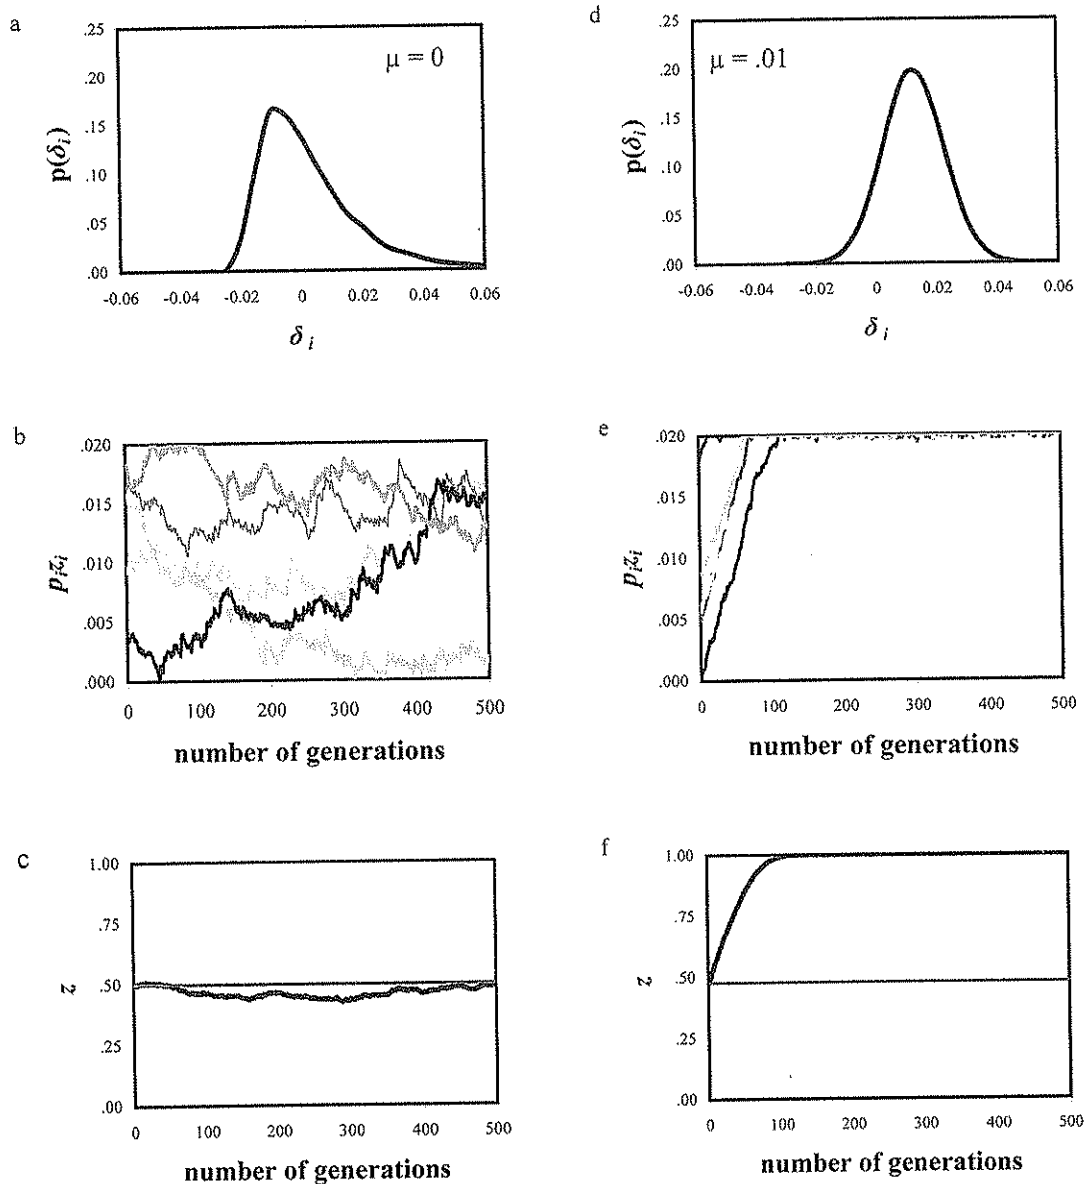 a
.25
.20
.15
.10
.05
.00
p(δi)
μ = 0
-0.06 -0.04 -0.02 0 0.02 0.04 0.06
δ i
d
.25
.20
.15
.10
.05
.00
p(δi)
μ = .01
-0.06 -0.04 -0.02 0 0.02 0.04 0.06
δ i
b
.020
.015
.010
.005
.000
pizi
0 100 200 300 400 500
number of generations
e
.020
.015
.010
.005
.000
pizi
0 100 200 300 400 500
number of generations
c
1.00
.75
.50
.25
.00
z
0 100 200 300 400 500
number of generations
f
1.00
.75
.50
.25
.00
z
0 100 200 300 400 500
number of generations